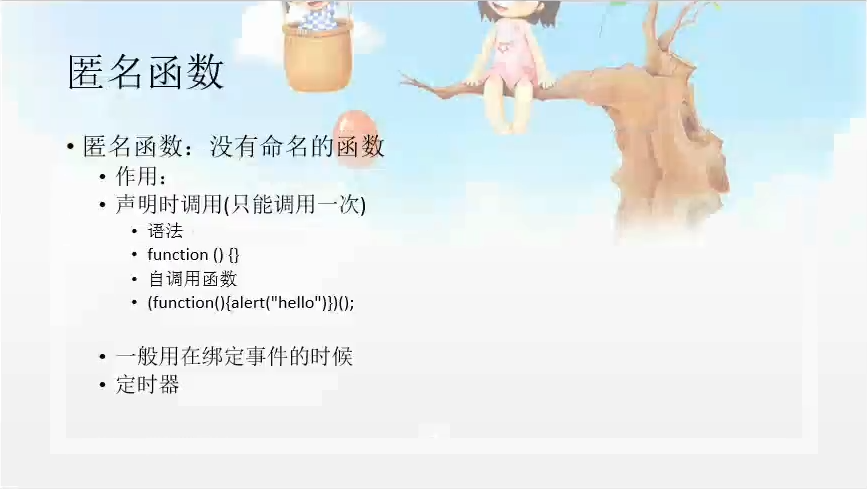 匿名函数
• 匿名函数：没有命名的函数
• 作用：
• 声明时调用(只能调用一次)
• 语法
• function () {}
• 自调用函数
• (function(){alert("hello")})();
• 一般用在绑定事件的时候
• 定时器